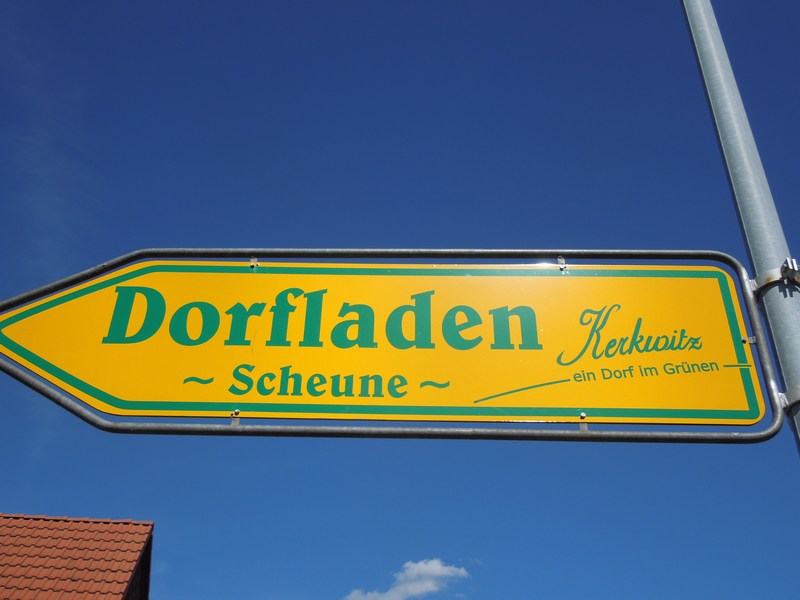 Dorfladen
~ Scheune ~
Kerkwitz
ein Dorf im Grünen